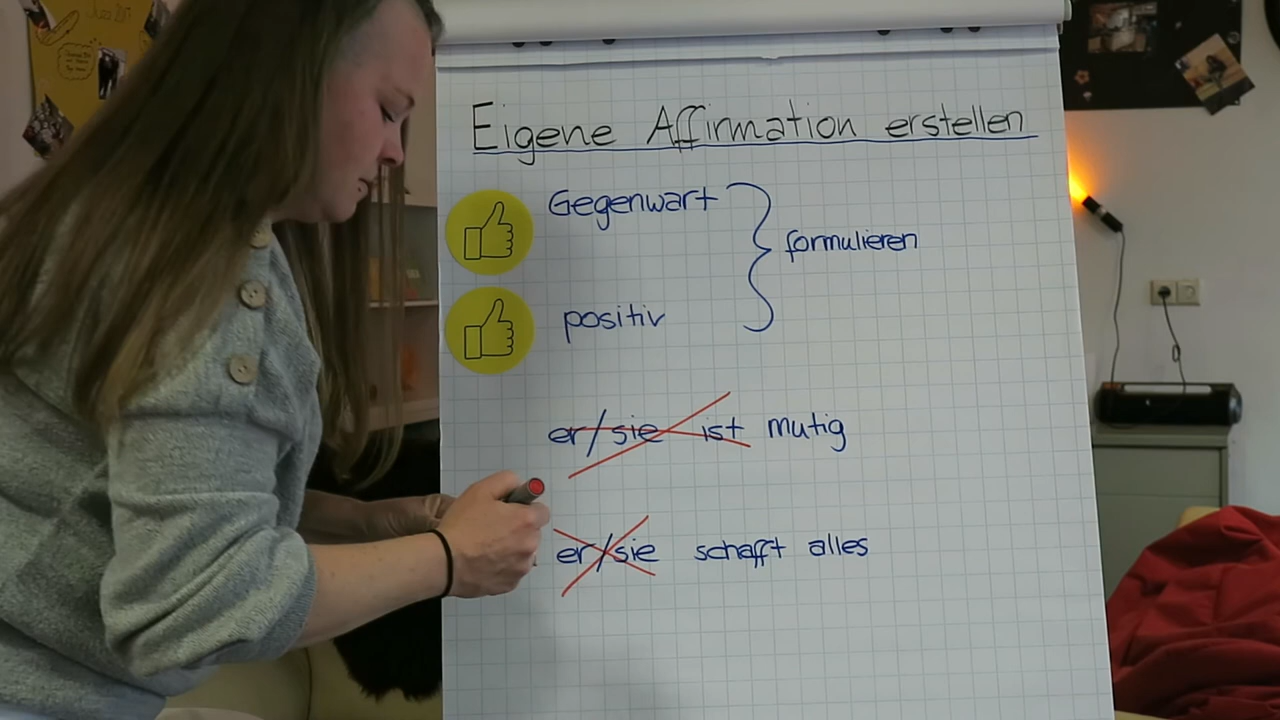 Eigene Affirmation erstellen
Gegenwart
formulieren
positiv
er/sie ist mutig
er/sie schafft alles